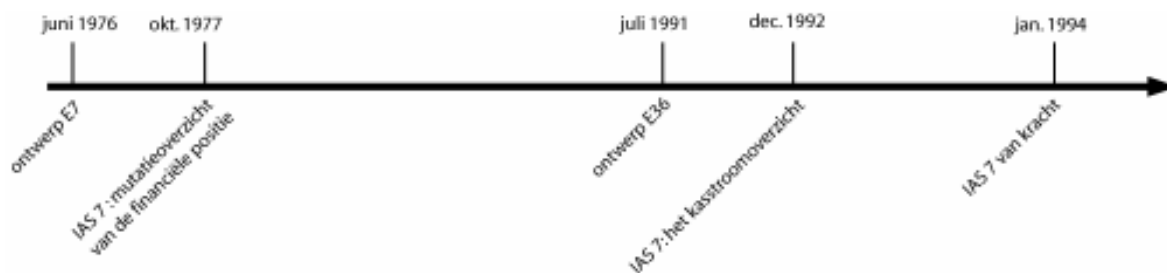 juni 1976
okt. 1977
juli 1991
dec. 1992
jan. 1994
ontwerp E7
IAS 7 : mutatieoverzicht
van de financiële positie
ontwerp E36
IAS 7: het kasstroomoverzicht
IAS 7 van kracht